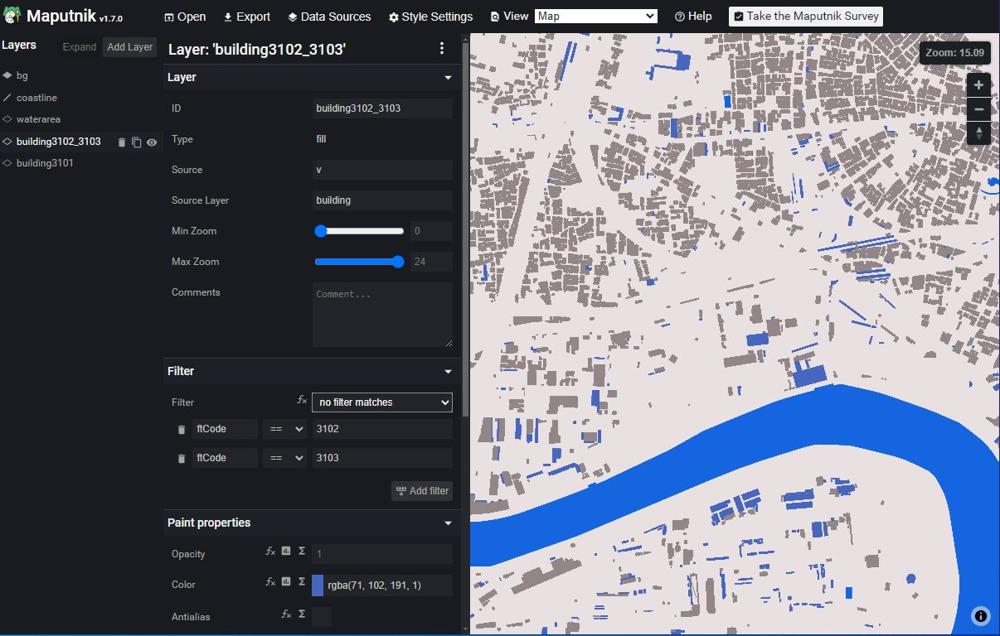 Maputnik v1.7.0 Open Export Data Sources Style Settings View Map Help Take the Maputnik Survey
Layers Expand Add Layer
bg
coastline
waterarea
building3102_3103
building3101
Layer: 'building3102_3103'
Layer
ID building3102_3103
Type fill
Source v
Source Layer building
Min Zoom 0
Max Zoom 24
Comments Comment...
Filter
Filter no filter matches
ftCode == 3102
ftCode == 3103
Add filter
Paint properties
Opacity 1
Color rgba(71, 102, 191, 1)
Antialias
Zoom: 15.09